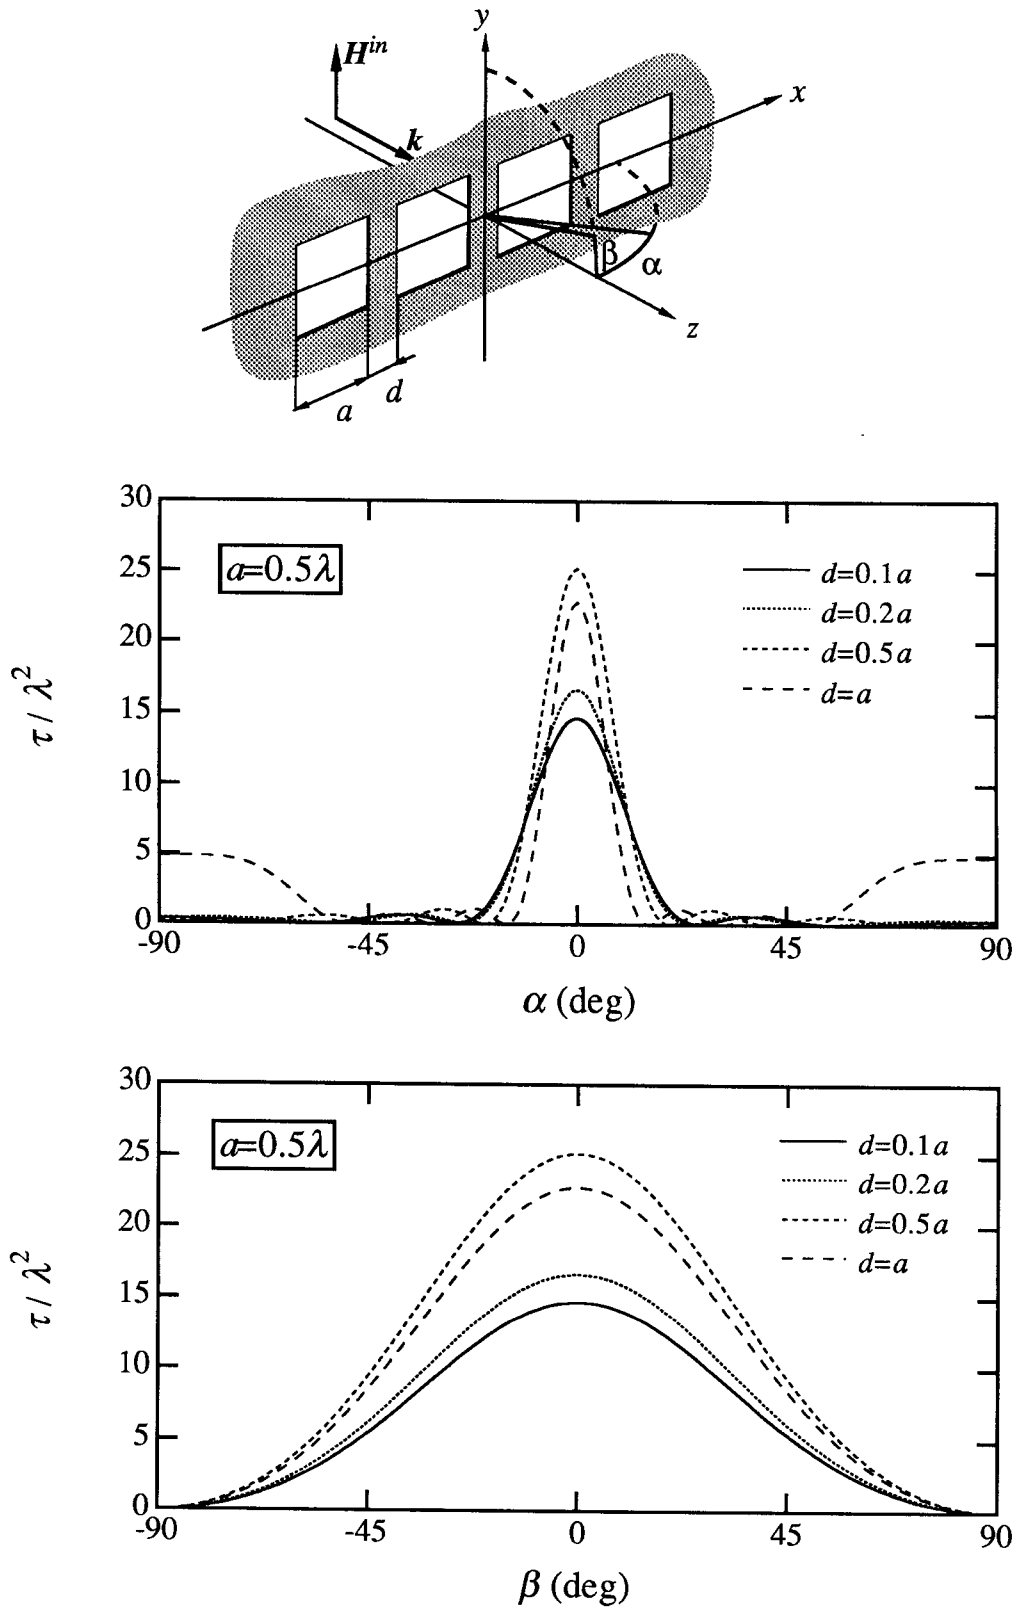 y
H^in
x
k
β
α
z
d
a
30
a=0.5λ
25
d=0.1a
d=0.2a
20
d=0.5a
τ / λ²
d=a
15
10
5
0
-90 -45 0 45 90
α (deg)
30
a=0.5λ
d=0.1a
25
d=0.2a
20
d=0.5a
τ / λ²
d=a
15
10
5
0
-90 -45 0 45 90
β (deg)